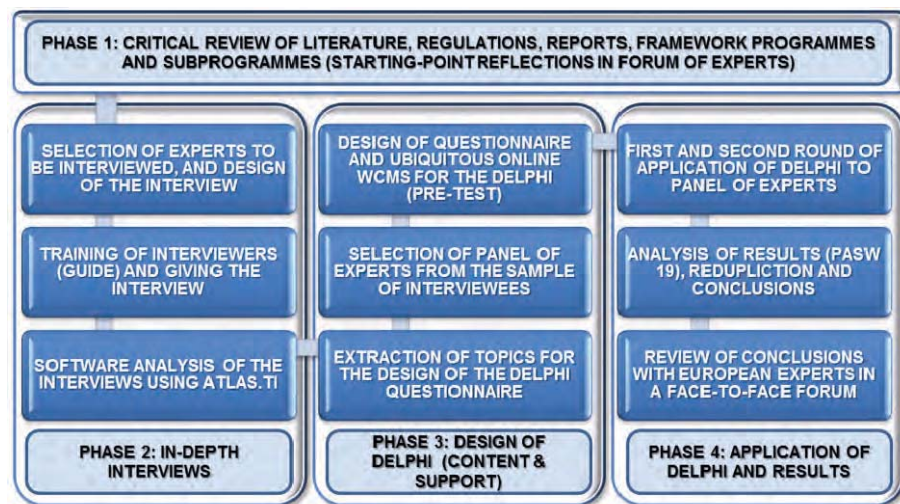 PHASE 1: CRITICAL REVIEW OF LITERATURE, REGULATIONS, REPORTS, FRAMEWORK PROGRAMMES
AND SUBPROGRAMMES (STARTING-POINT REFLECTIONS IN FORUM OF EXPERTS)
SELECTION OF EXPERTS TO
BE INTERVIEWED, AND DESIGN
OF THE INTERVIEW
TRAINING OF INTERVIEWERS
(GUIDE) AND GIVING THE
INTERVIEW
SOFTWARE ANALYSIS OF THE
INTERVIEWS USING ATLAS.TI
PHASE 2: IN-DEPTH
INTERVIEWS
DESIGN OF QUESTIONNAIRE
AND UBIQUITOUS ONLINE
WCMS FOR THE DELPHI
(PRE-TEST)
SELECTION OF PANEL OF
EXPERTS FROM THE SAMPLE
OF INTERVIEWEES
EXTRACTION OF TOPICS FOR
THE DESIGN OF THE DELPHI
QUESTIONNAIRE
PHASE 3: DESIGN OF
DELPHI (CONTENT &
SUPPORT)
FIRST AND SECOND ROUND OF
APPLICATION OF DELPHI TO
PANEL OF EXPERTS
ANALYSIS OF RESULTS (PASW
19), REDUPLICTION AND
CONCLUSIONS
REVIEW OF CONCLUSIONS
WITH EUROPEAN EXPERTS IN
A FACE-TO-FACE FORUM
PHASE 4: APPLICATION OF
DELPHI AND RESULTS